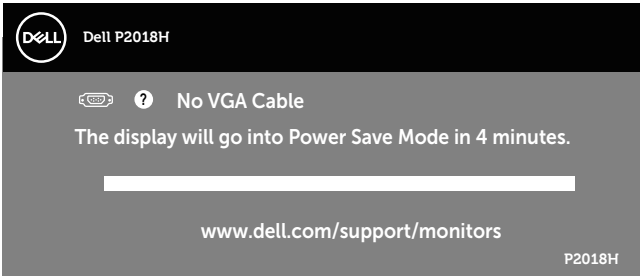 DELL
Dell P2018H
? No VGA Cable
The display will go into Power Save Mode in 4 minutes.
www.dell.com/support/monitors
P2018H